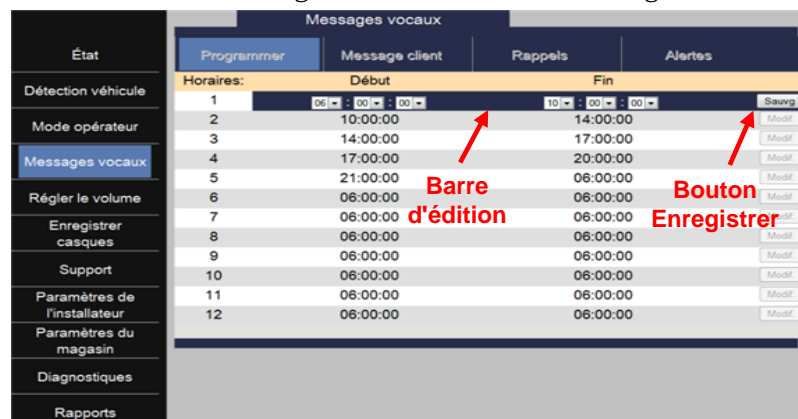 Messages vocaux
État
Détection véhicule
Mode opérateur
Messages vocaux
Régler le volume
Enregistrer
casques
Support
Paramètres de
l'installateur
Paramètres du
magasin
Diagnostiques
Rapports
Programmer Message client Rappels Alertes
Horaires: Début Fin
1 06 : 00 : 00 10 : 00 : 00 Sauvg
2 10:00:00 14:00:00 Modif.
3 14:00:00 17:00:00 Modif.
4 17:00:00 20:00:00 Modif.
5 21:00:00 06:00:00 Modif.
6 06:00:00 06:00:00 Modif.
7 06:00:00 06:00:00 Modif.
8 06:00:00 06:00:00 Modif.
9 06:00:00 06:00:00 Modif.
10 06:00:00 06:00:00 Modif.
11 06:00:00 06:00:00 Modif.
12 06:00:00 06:00:00 Modif.
Barre
d'édition
Bouton
Enregistrer